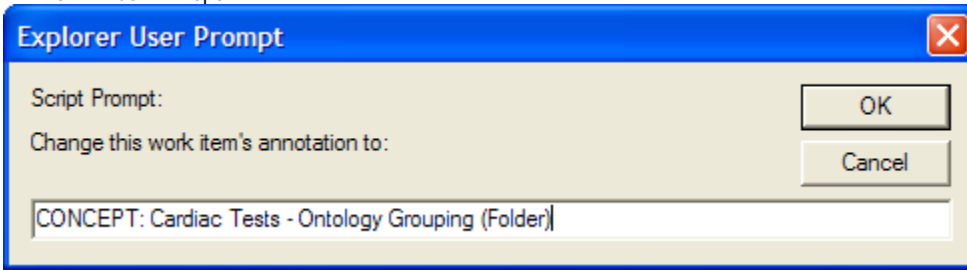 Explorer User Prompt
Script Prompt:
OK
Change this work item's annotation to:
Cancel
CONCEPT: Cardiac Tests - Ontology Grouping (Folder)